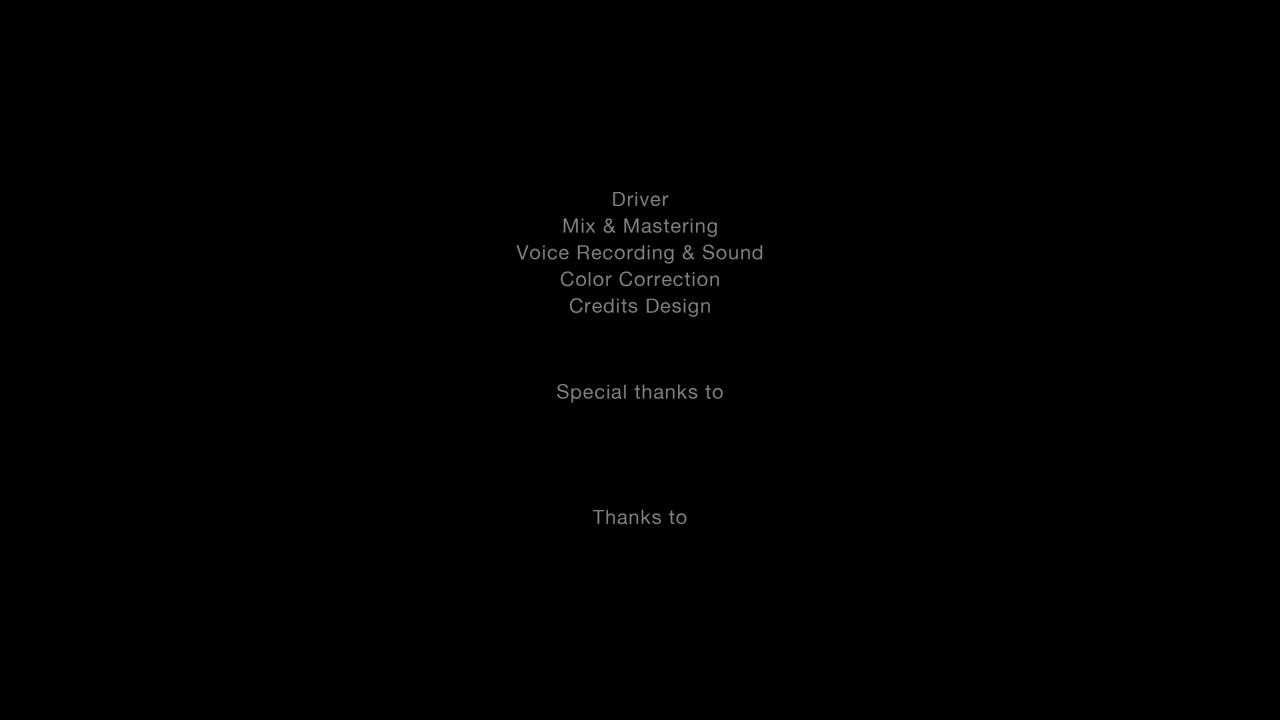 Driver
Mix & Mastering
Voice Recording & Sound
Color Correction
Credits Design
Special thanks to
Thanks to